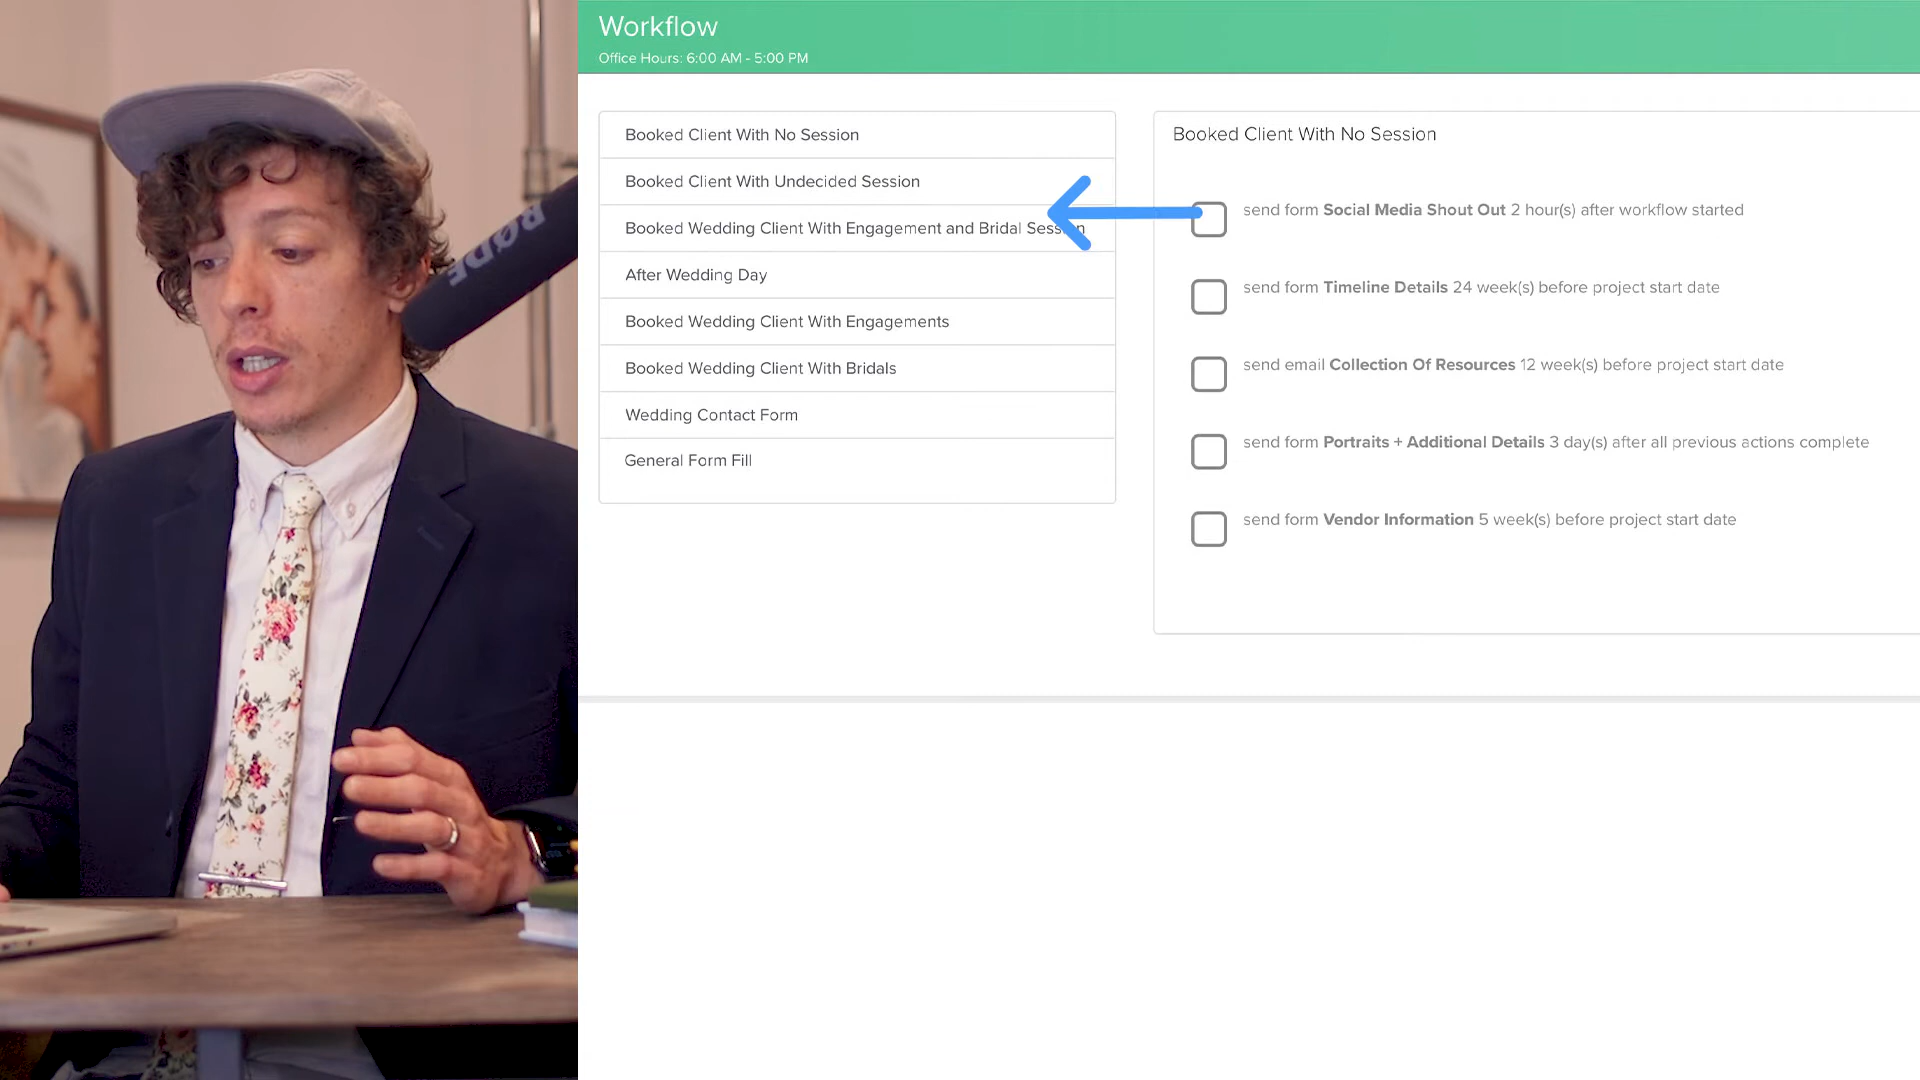 Workflow
Office Hours: 6:00 AM - 5:00 PM
Booked Client With No Session
Booked Client With Undecided Session
Booked Wedding Client With Engagement and Bridal Session
After Wedding Day
Booked Wedding Client With Engagements
Booked Wedding Client With Bridals
Wedding Contact Form
General Form Fill
Booked Client With No Session
send form Social Media Shout Out 2 hour(s) after workflow started
send form Timeline Details 24 week(s) before project start date
send email Collection Of Resources 12 week(s) before project start date
send form Portraits + Additional Details 3 day(s) after all previous actions complete
send form Vendor Information 5 week(s) before project start date
RØDE